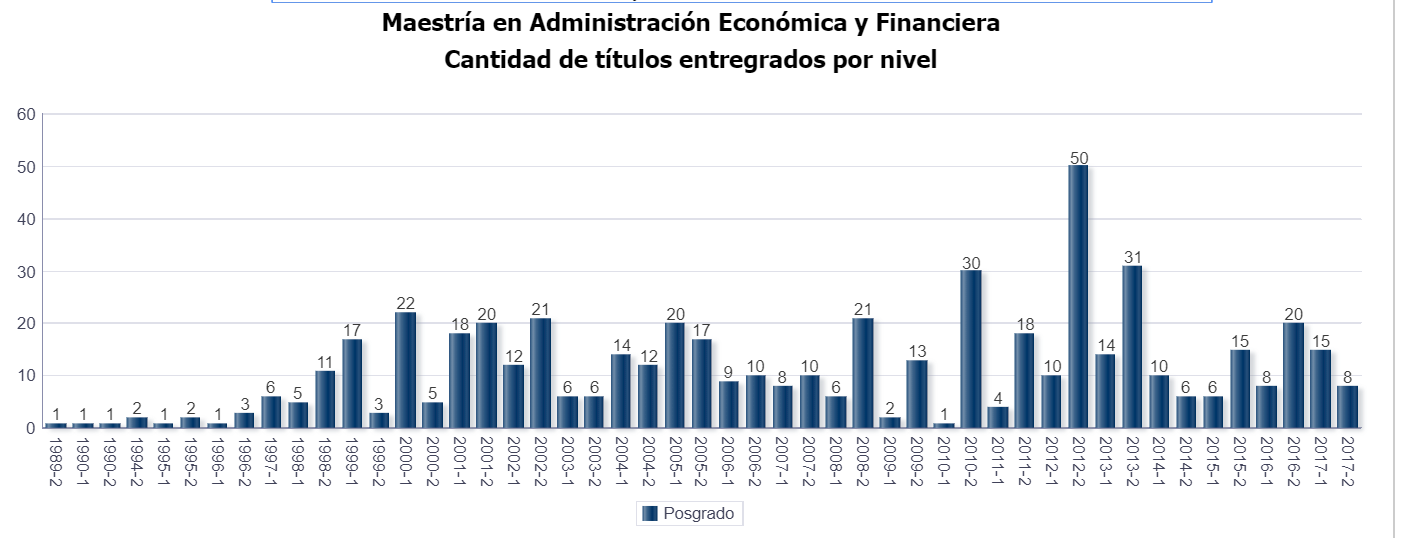 Maestría en Administración Económica y Financiera
Cantidad de títulos entregrados por nivel
60
50
40
30
20
10
0
1 1 1 2 1 2 1 3 6 5 11 17 3 22 5 18 20 12 21 6 6 14 12 20 17 9 10 8 10 6 21 2 13 1 30 4 18 10 50 14 31 10 6 6 15 8 20 15 8
1989-2 1990-1 1990-2 1994-2 1995-1 1995-2 1996-1 1996-2 1997-1 1998-1 1998-2 1999-1 1999-2 2000-1 2000-2 2001-1 2001-2 2002-1 2002-2 2003-1 2003-2 2004-1 2004-2 2005-1 2005-2 2006-1 2006-2 2007-1 2007-2 2008-1 2008-2 2009-1 2009-2 2010-1 2010-2 2011-1 2011-2 2012-1 2012-2 2013-1 2013-2 2014-1 2014-2 2015-1 2015-2 2016-1 2016-2 2017-1 2017-2
Posgrado